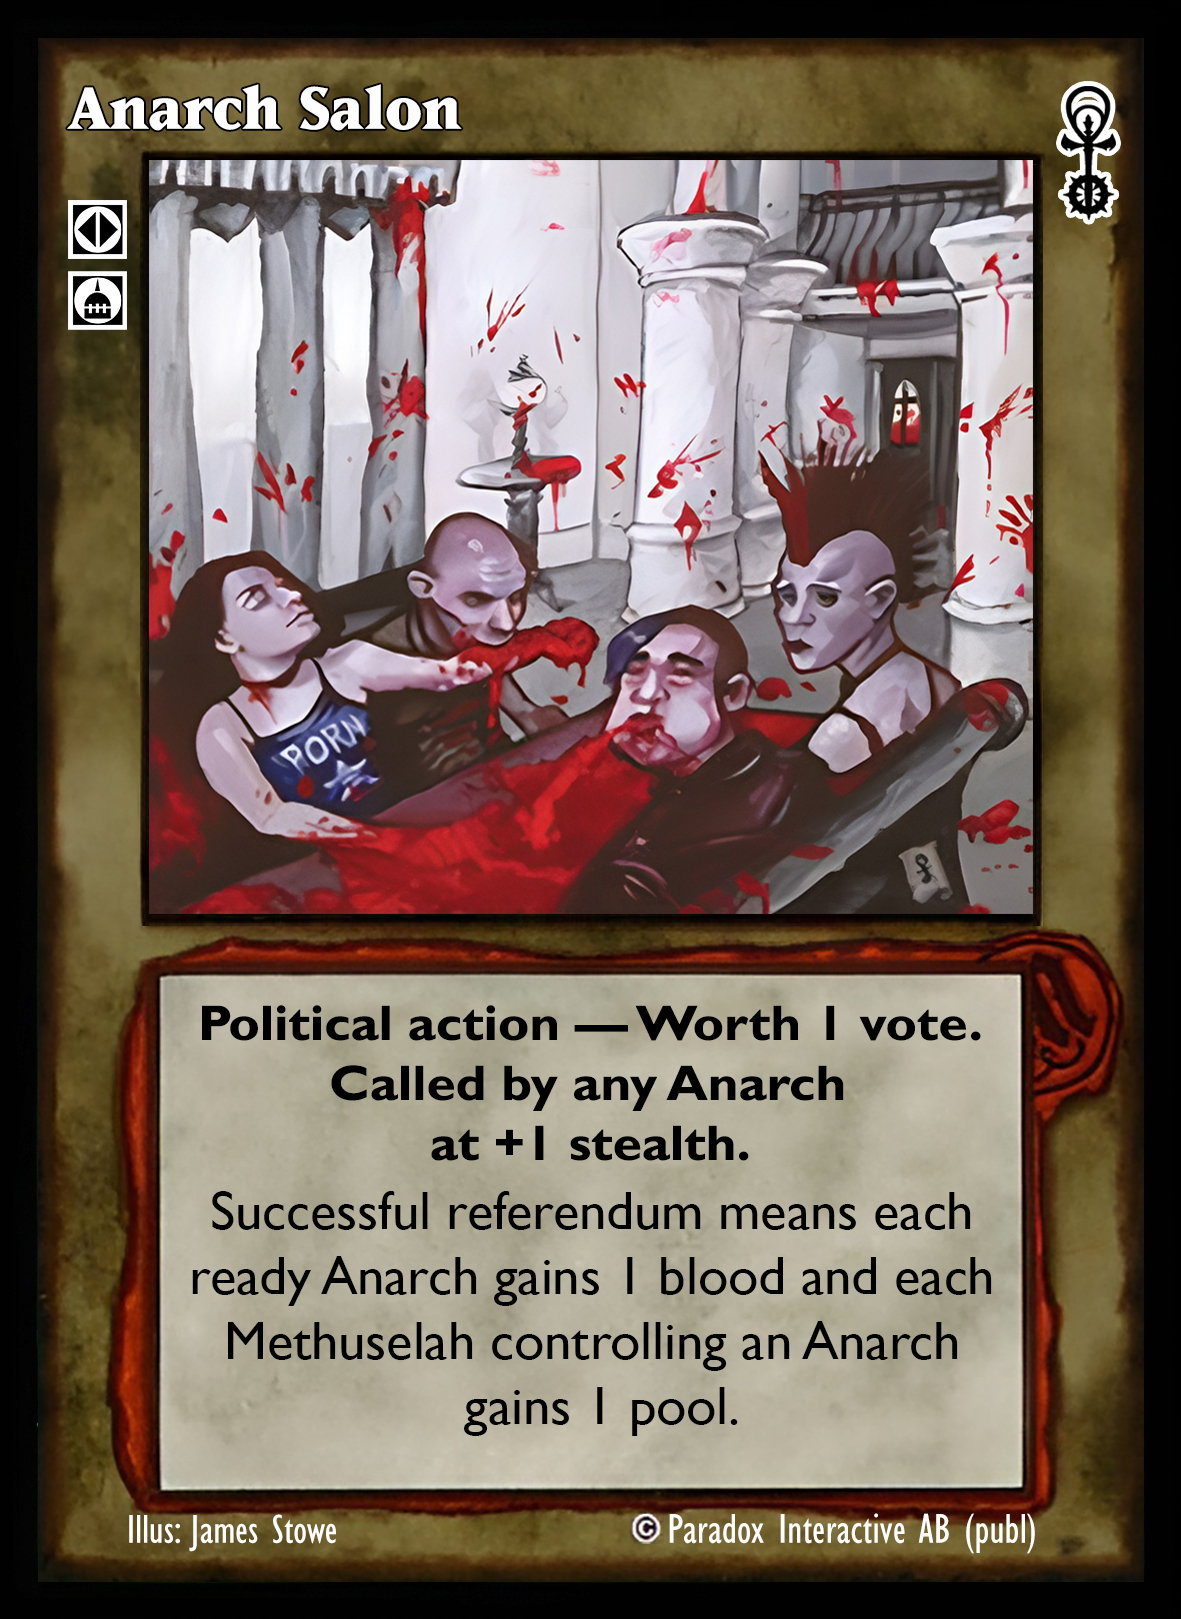 Anarch Salon
PORN
Political action — Worth 1 vote.
Called by any Anarch
at +1 stealth.
Successful referendum means each
ready Anarch gains 1 blood and each
Methuselah controlling an Anarch
gains 1 pool.
Illus: James Stowe
© Paradox Interactive AB (publ)